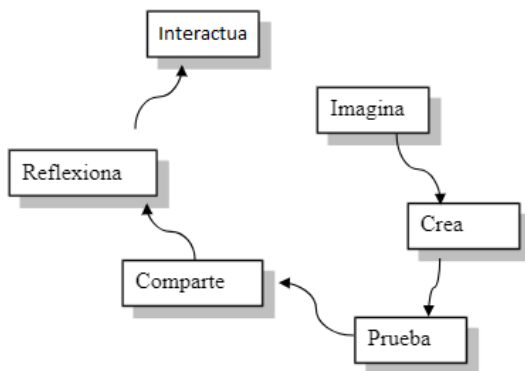 Interactua
Imagina
Reflexiona
Crea
Comparte
Prueba